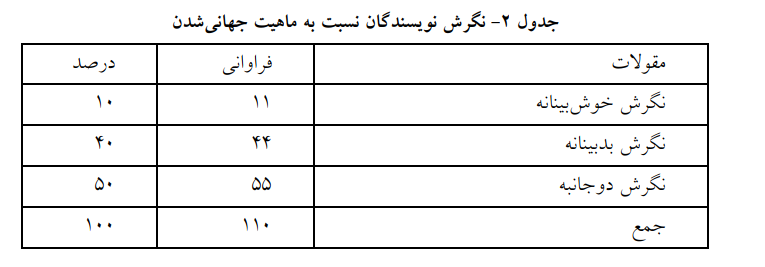 جدول ۲- نگرش نویسندگان نسبت به ماهیت جهانی‌شدن
مقولات فراوانی درصد
نگرش خوش‌بینانه ۱۱ ۱۰
نگرش بدبینانه ۴۴ ۴۰
نگرش دوجانبه ۵۵ ۵۰
جمع ۱۱۰ ۱۰۰